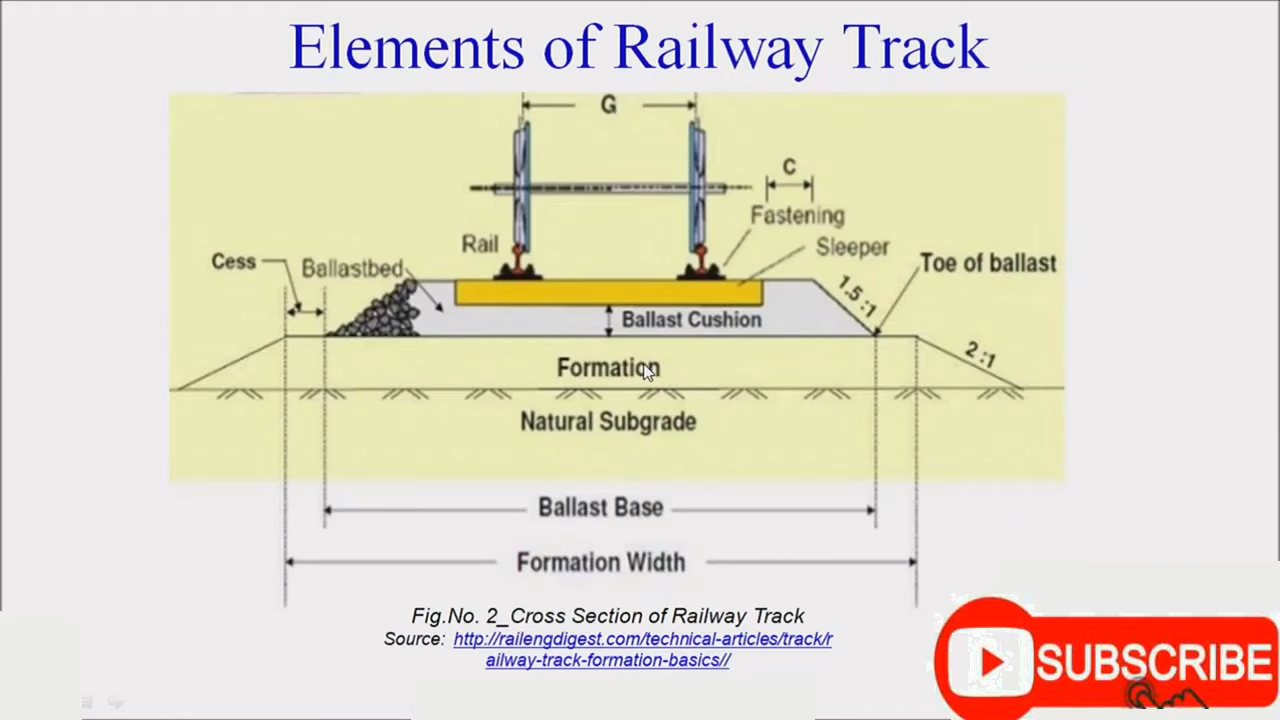 Elements of Railway Track
G
C
Fastening
Rail
Sleeper
Cess
Ballastbed
Toe of ballast
1.5 :1
Ballast Cushion
2 :1
Formation
Natural Subgrade
Ballast Base
Formation Width
Fig.No. 2_Cross Section of Railway Track
Source: http://railengdigest.com/technical-articles/track/r
ailway-track-formation-basics//
SUBSCRIBE